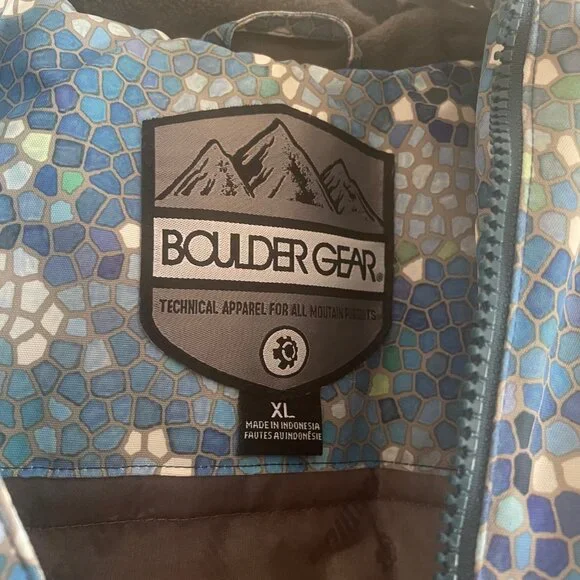 BOULDER GEAR®
TECHNICAL APPAREL FOR ALL MOUTAIN PURSUITS
XL
MADE IN INDONESIA
FAUTES AU INDONÉSIE